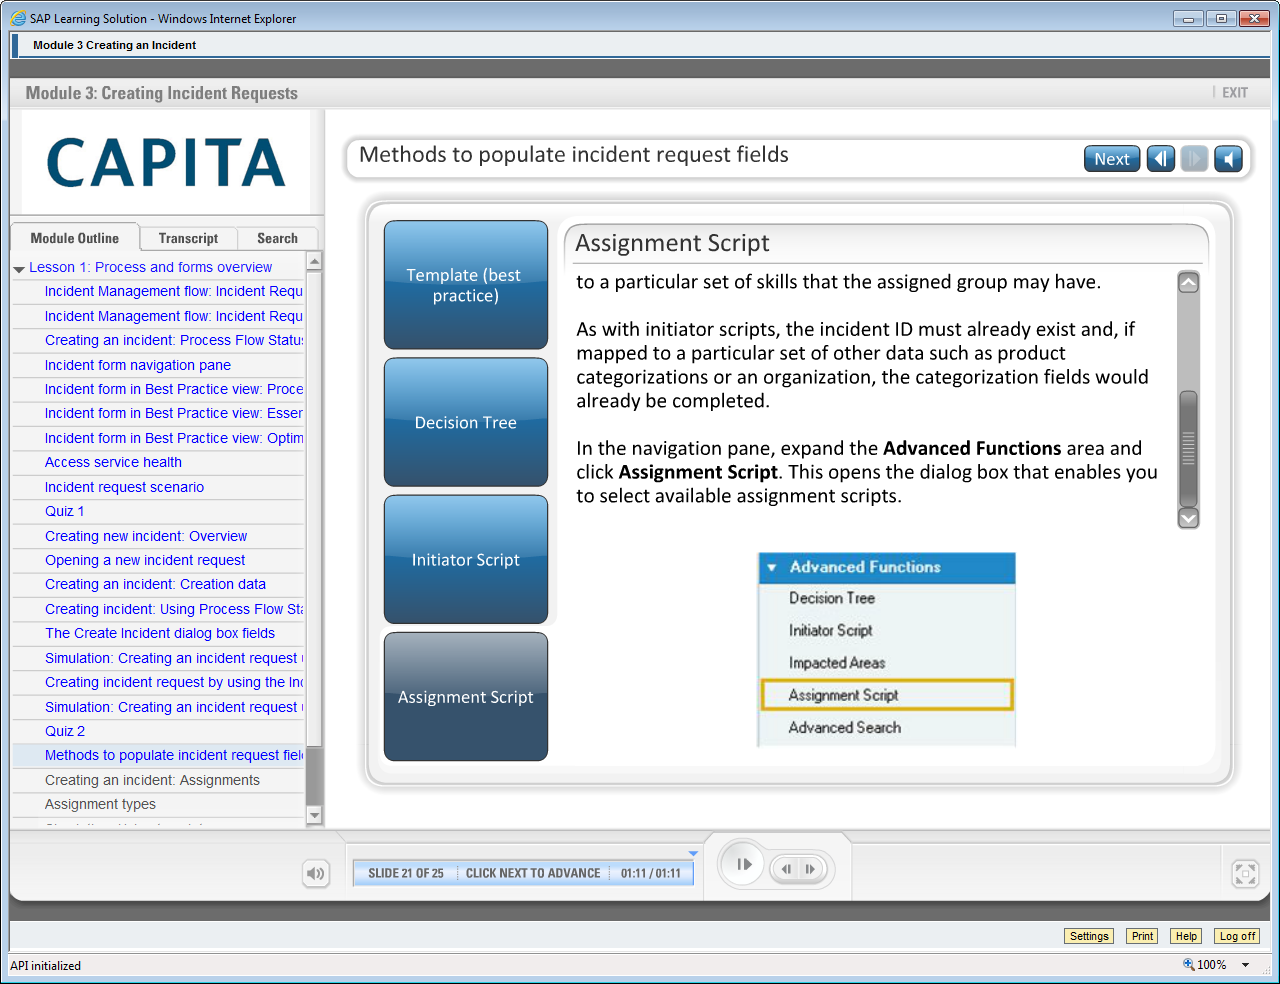 SAP Learning Solution - Windows Internet Explorer
Module 3 Creating an Incident
Module 3: Creating Incident Requests
EXIT
CAPITA
Methods to populate incident request fields
Next
Module Outline
Transcript
Search
Lesson 1: Process and forms overview
Incident Management flow: Incident Requ
Incident Management flow: Incident Requ
Creating an incident: Process Flow Status
Incident form navigation pane
Incident form in Best Practice view: Proce
Incident form in Best Practice view: Essen
Incident form in Best Practice view: Optim
Access service health
Incident request scenario
Quiz 1
Creating new incident: Overview
Opening a new incident request
Creating an incident: Creation data
Creating incident: Using Process Flow Sta
The Create Incident dialog box fields
Simulation: Creating an incident request
Creating incident request by using the Inc
Simulation: Creating an incident request
Quiz 2
Methods to populate incident request fiel
Creating an incident: Assignments
Assignment types
Template (best
practice)
Decision Tree
Initiator Script
Assignment Script
Assignment Script
to a particular set of skills that the assigned group may have.
As with initiator scripts, the incident ID must already exist and, if
mapped to a particular set of other data such as product
categorizations or an organization, the categorization fields would
already be completed.
In the navigation pane, expand the Advanced Functions area and
click Assignment Script. This opens the dialog box that enables you
to select available assignment scripts.
Advanced Functions
Decision Tree
Initiator Script
Impacted Areas
Assignment Script
Advanced Search
SLIDE 21 OF 25
CLICK NEXT TO ADVANCE
01:11 / 01:11
Settings
Print
Help
Log off
API initialized
100%